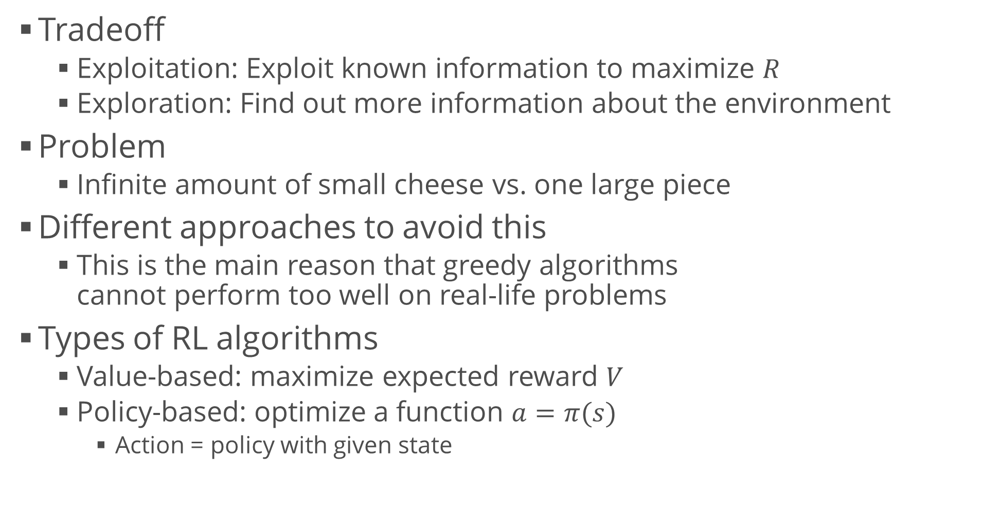 ▪ Tradeoff
▪ Exploitation: Exploit known information to maximize R
▪ Exploration: Find out more information about the environment
▪ Problem
▪ Infinite amount of small cheese vs. one large piece
▪ Different approaches to avoid this
▪ This is the main reason that greedy algorithms
cannot perform too well on real-life problems
▪ Types of RL algorithms
▪ Value-based: maximize expected reward V
▪ Policy-based: optimize a function a = π(s)
▪ Action = policy with given state